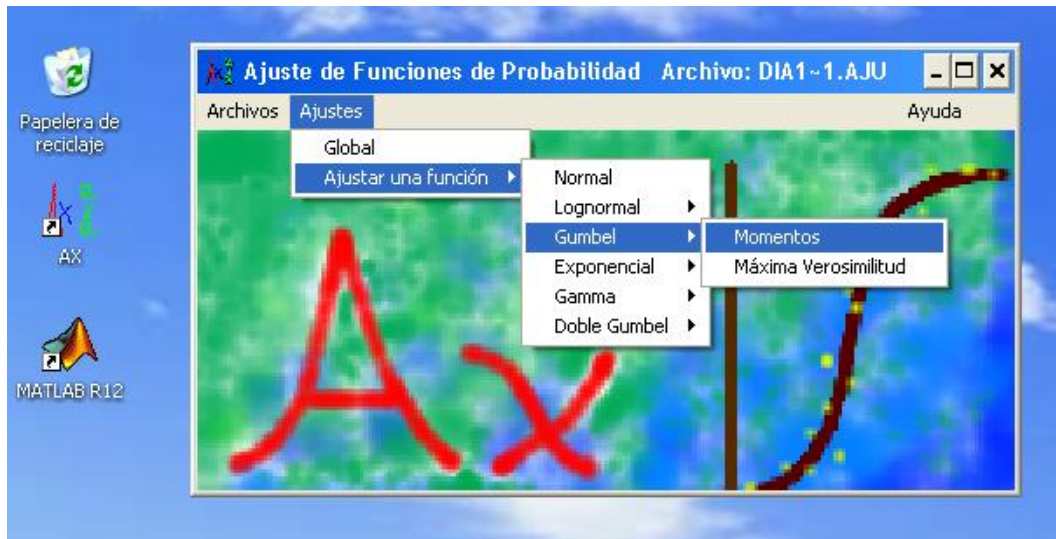 Papelera de
reciclaje
AX
MATLAB R12
Ajuste de Funciones de Probabilidad Archivo: DIA1~1.AJU
Archivos Ajustes Ayuda
Global
Ajustar una función
Normal
Lognormal
Gumbel
Exponencial
Gamma
Doble Gumbel
Momentos
Máxima Verosimilitud
Ax